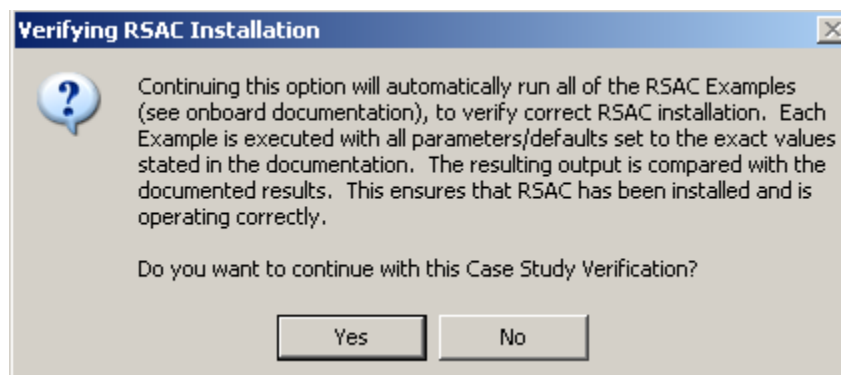 Verifying RSAC Installation
Continuing this option will automatically run all of the RSAC Examples
(see onboard documentation), to verify correct RSAC installation. Each
Example is executed with all parameters/defaults set to the exact values
stated in the documentation. The resulting output is compared with the
documented results. This ensures that RSAC has been installed and is
operating correctly.
Do you want to continue with this Case Study Verification?
Yes
No